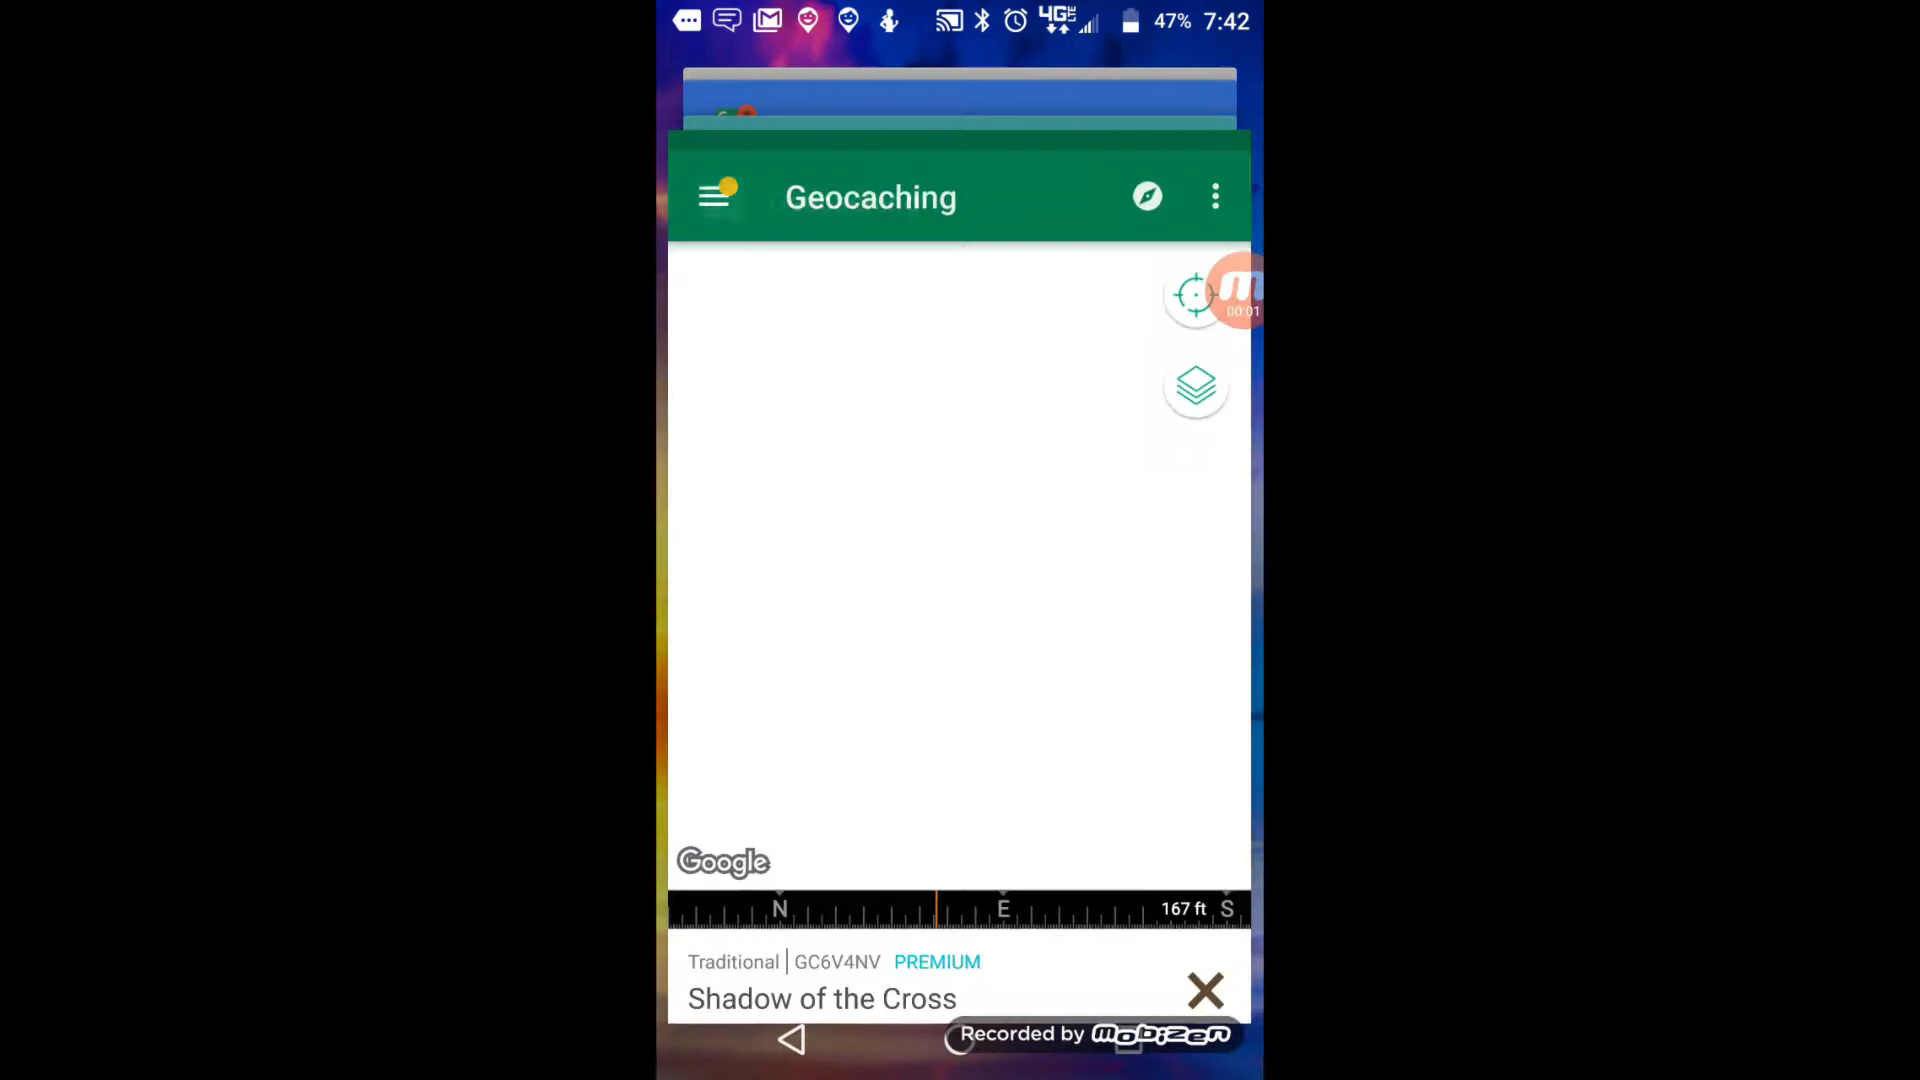 47% 7:42
Geocaching
00:01
Google
N E 167 ft S
Traditional | GC6V4NV PREMIUM
Shadow of the Cross
Recorded by mobizen